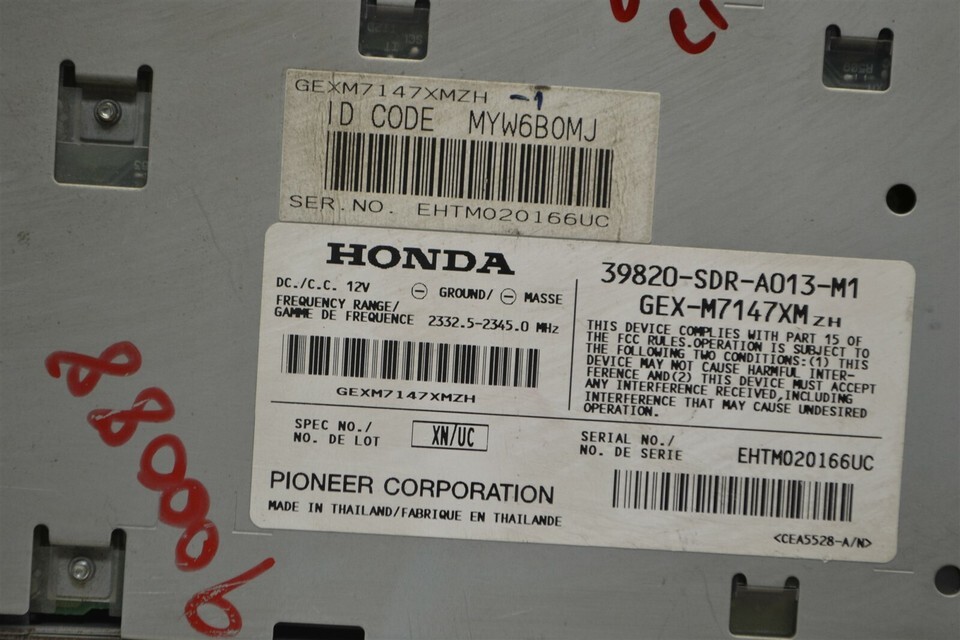 GEXM7147XMZH -1
ID CODE MYW6B0MJ
SER.NO. EHTM020166UC
HONDA
DC./C.C. 12V ⊖ GROUND/ ⊖ MASSE
FREQUENCY RANGE/
GAMME DE FREQUENCE 2332.5-2345.0 MHz
GEXM7147XMZH
39820-SDR-A013-M1
GEX-M7147XMZH
THIS DEVICE COMPLIES WITH PART 15 OF
THE FCC RULES.OPERATION IS SUBJECT TO
THE FOLLOWING TWO CONDITIONS:(1) THIS
DEVICE MAY NOT CAUSE HARMFUL INTER-
FERENCE AND(2) THIS DEVICE MUST ACCEPT
ANY INTERFERENCE RECEIVED,INCLUDING
INTERFERENCE THAT MAY CAUSE UNDESIRED
OPERATION.
SPEC NO./
NO. DE LOT XN/UC
SERIAL NO./
NO. DE SERIE EHTM020166UC
PIONEER CORPORATION
MADE IN THAILAND/FABRIQUE EN THAILANDE
<CEA5528-A/N>
880006